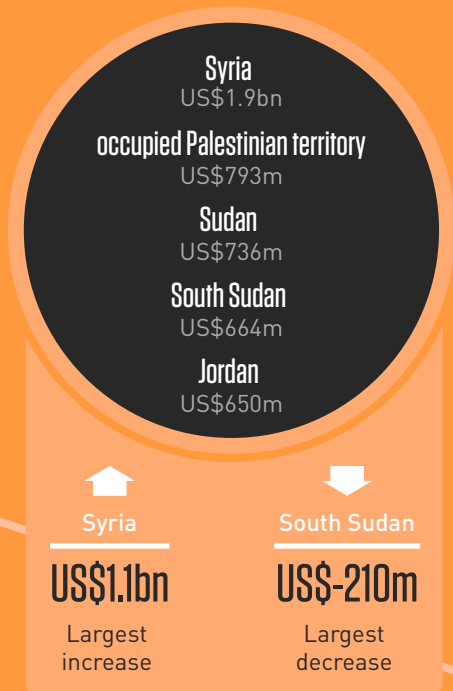 Syria
US$1.9bn
occupied Palestinian territory
US$793m
Sudan
US$736m
South Sudan
US$664m
Jordan
US$650m
Syria
US$1.1bn
Largest
increase
South Sudan
US$-210m
Largest
decrease